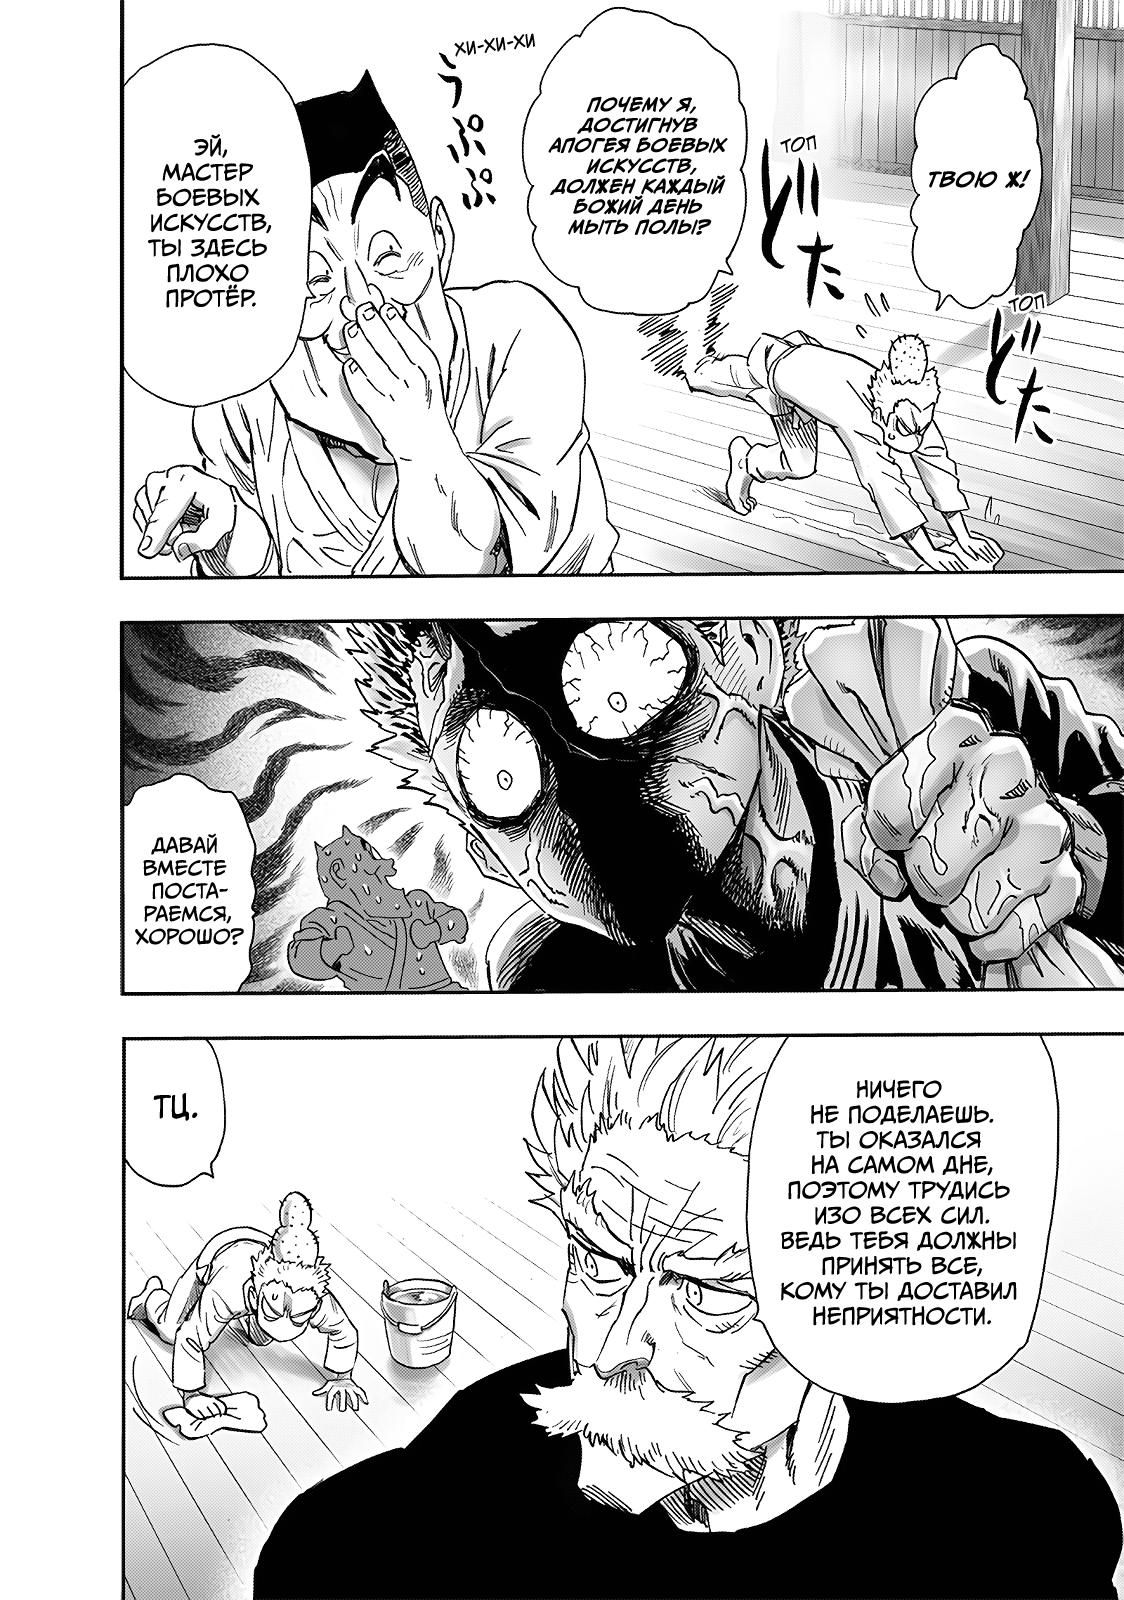 ТВОЮ Ж!
ТОП
どた
ТОП
どた
ПОЧЕМУ Я,
ДОСТИГНУВ
АПОГЕЯ БОЕВЫХ
ИСКУССТВ,
ДОЛЖЕН КАЖДЫЙ
БОЖИЙ ДЕНЬ
МЫТЬ ПОЛЫ?
ХИ-ХИ-ХИ
うぷぷ
ЭЙ,
МАСТЕР
БОЕВЫХ
ИСКУССТВ,
ТЫ ЗДЕСЬ
ПЛОХО
ПРОТЁР.
ДАВАЙ
ВМЕСТЕ
ПОСТА-
РАЕМСЯ,
ХОРОШО?
НИЧЕГО
НЕ ПОДЕЛАЕШЬ.
ТЫ ОКАЗАЛСЯ
НА САМОМ ДНЕ,
ПОЭТОМУ ТРУДИСЬ
ИЗО ВСЕХ СИЛ.
ВЕДЬ ТЕБЯ ДОЛЖНЫ
ПРИНЯТЬ ВСЕ,
КОМУ ТЫ ДОСТАВИЛ
НЕПРИЯТНОСТИ.
ТЦ.